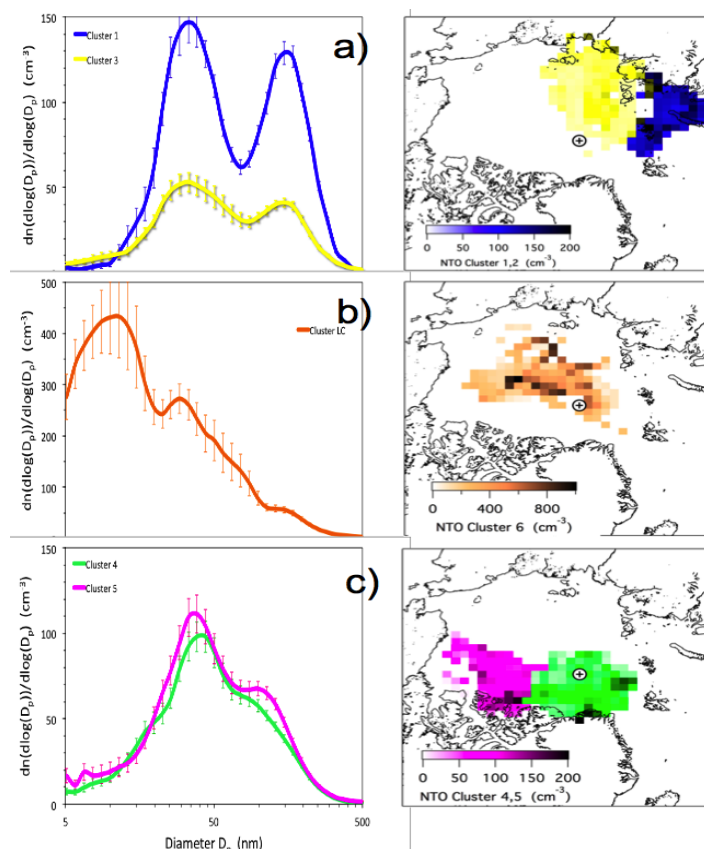 a)
150
100
50
dn(dlog(Dp))/dlog(Dp) (cm⁻³)
Cluster 1
Cluster 3
0 50 100 150 200
NTO Cluster 1,2 (cm⁻³)
b)
500
400
300
200
100
dn(dlog(Dp))/dlog(Dp) (cm⁻³)
Cluster LC
0 400 800
NTO Cluster 6 (cm⁻³)
c)
150
100
50
0
dn(dlog(Dp))/dlog(Dp) (cm⁻³)
Cluster 4
Cluster 5
5 50 500
Diameter Dp (nm)
0 50 100 150 200
NTO Cluster 4,5 (cm⁻³)